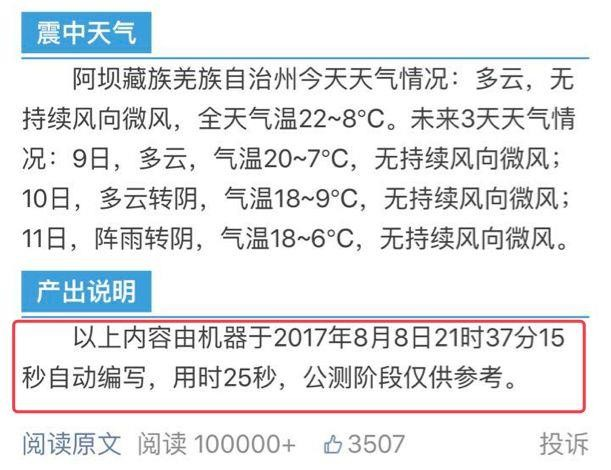 震中天气
阿坝藏族羌族自治州今天天气情况：多云，无
持续风向微风，全天气温22~8℃。未来3天天气情
况：9日，多云，气温20~7℃，无持续风向微风；
10日，多云转阴，气温18~9℃，无持续风向微风；
11日，阵雨转阴，气温18~6℃，无持续风向微风。
产出说明
以上内容由机器于2017年8月8日21时37分15
秒自动编写，用时25秒，公测阶段仅供参考。
阅读原文 阅读 100000+ 3507 投诉